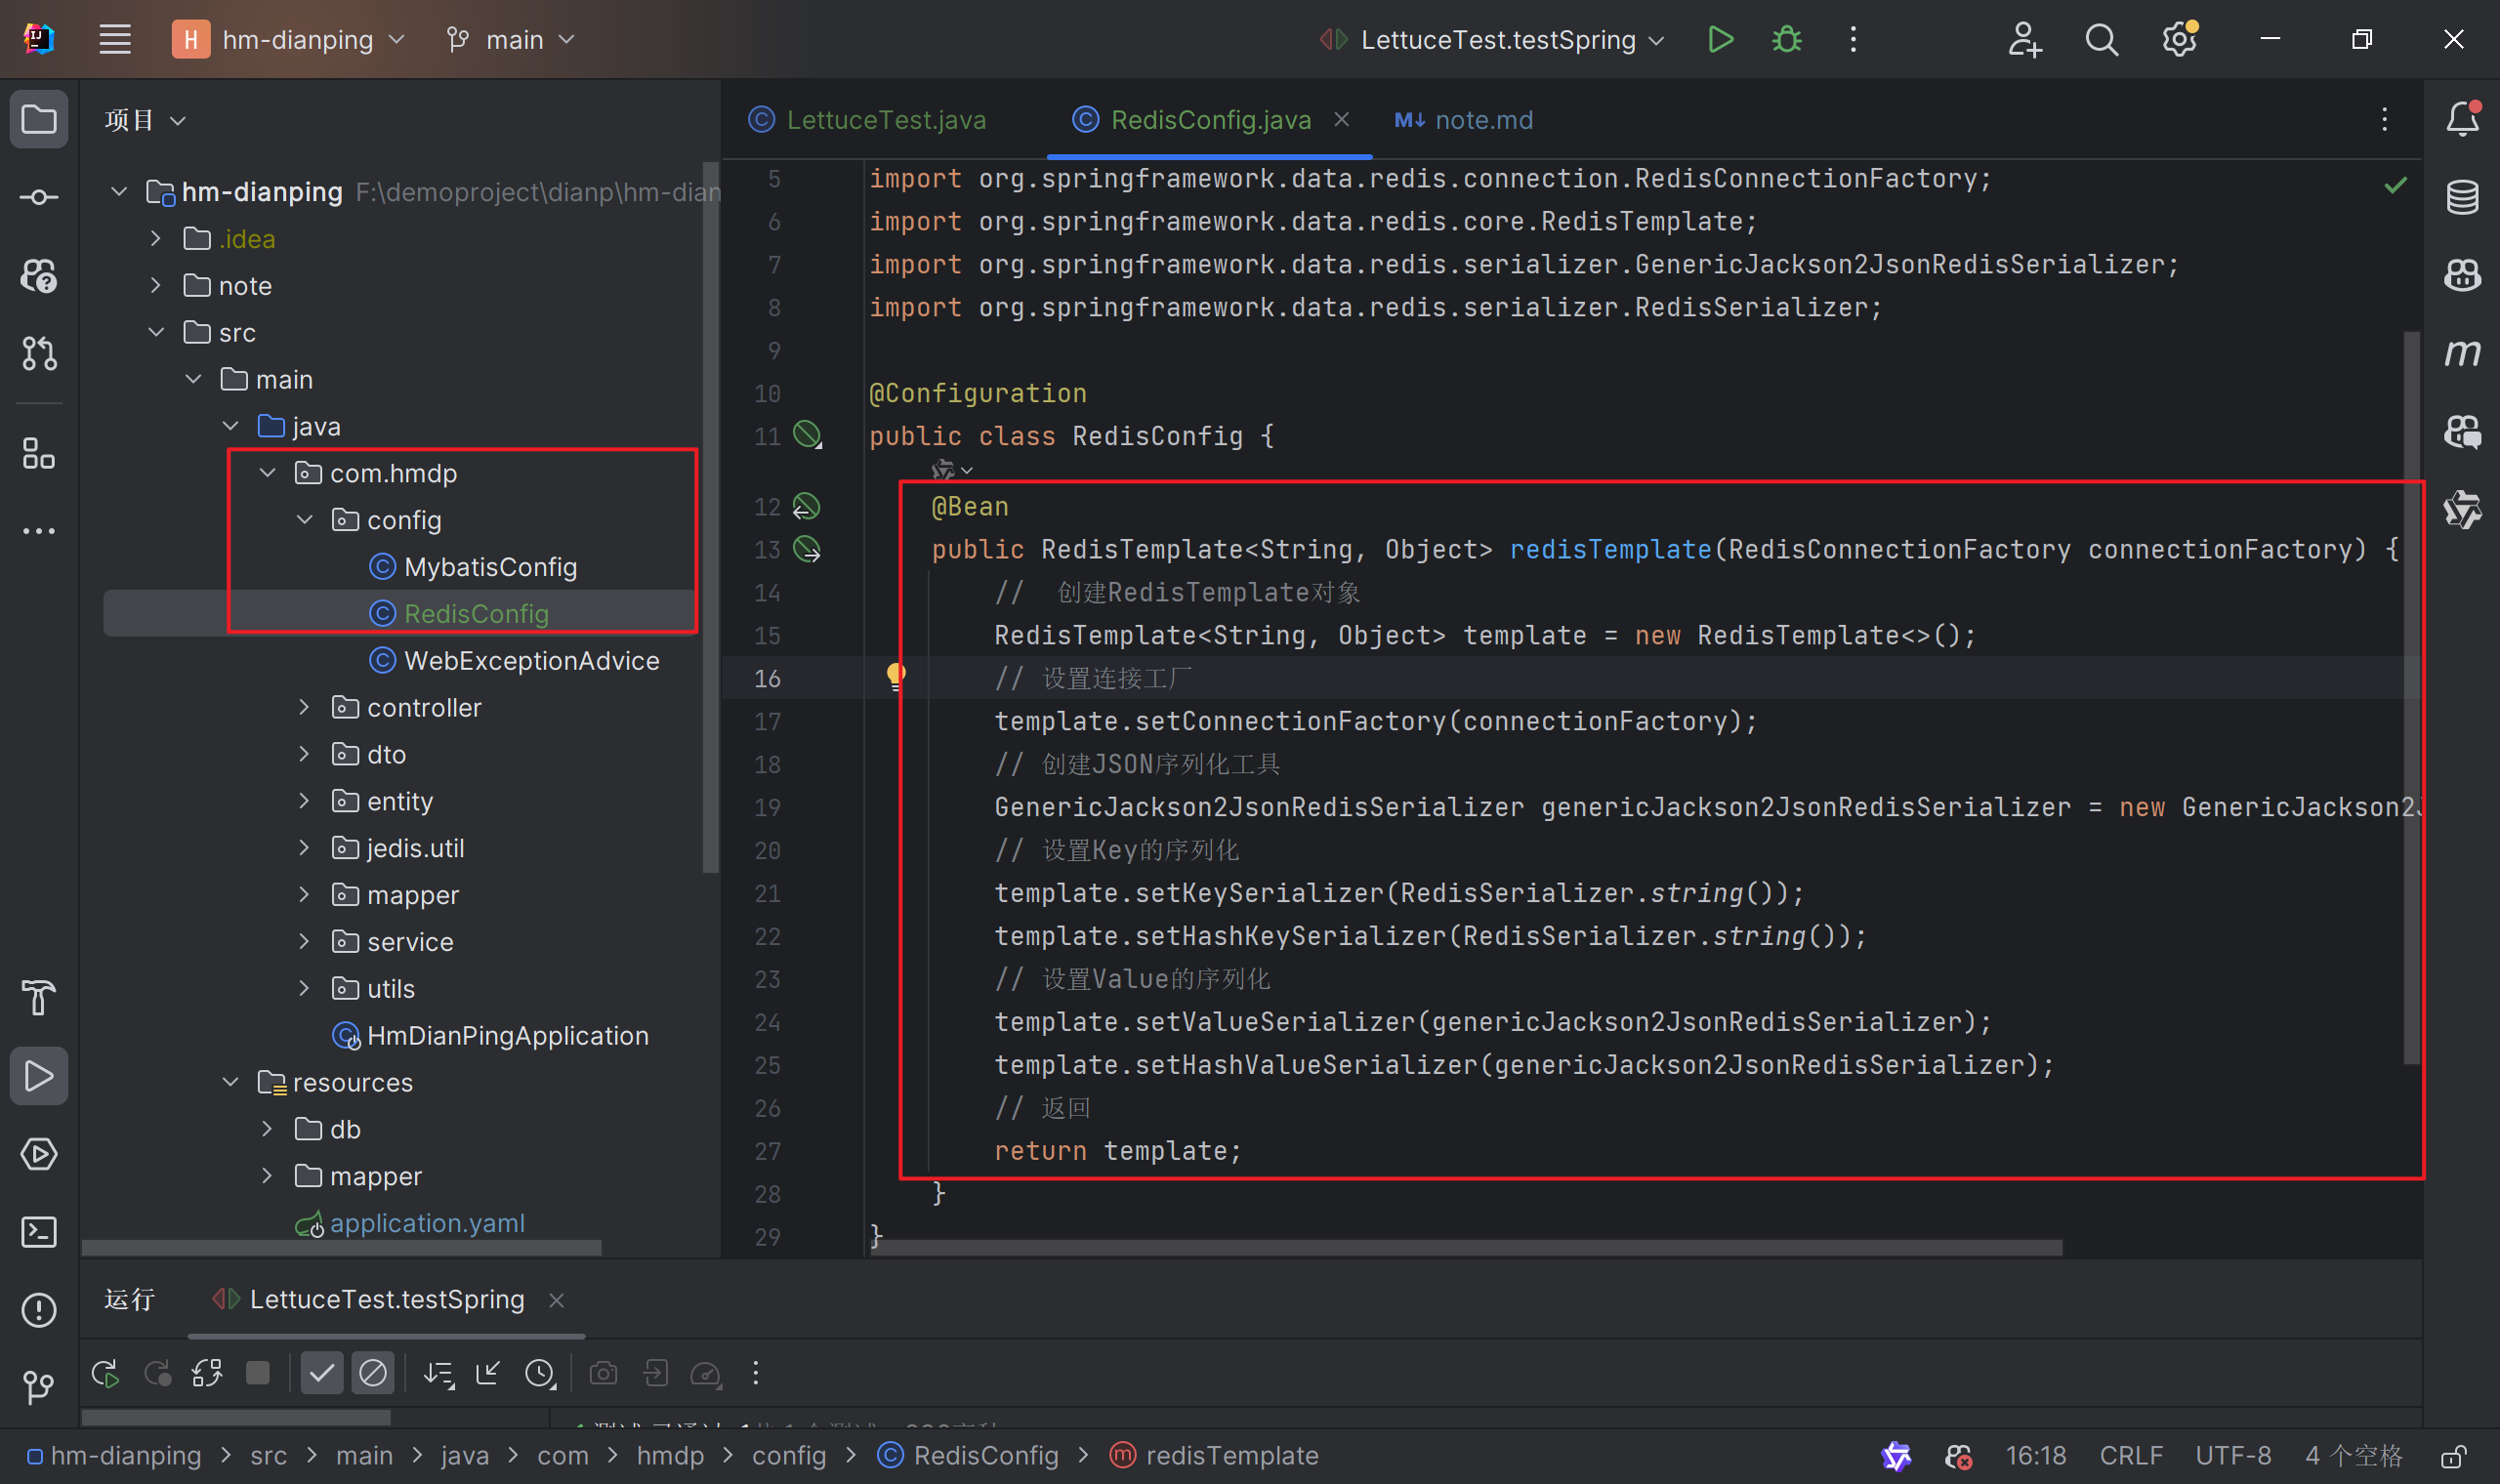 H hm-dianping main LettuceTest.testSpring
项目
hm-dianping F:\demoproject\dianp\hm-dian
.idea
note
src
main
java
com.hmdp
config
MybatisConfig
RedisConfig
WebExceptionAdvice
controller
dto
entity
jedis.util
mapper
service
utils
HmDianPingApplication
resources
db
mapper
application.yaml
LettuceTest.java RedisConfig.java M↓ note.md
5 import org.springframework.data.redis.connection.RedisConnectionFactory;
6 import org.springframework.data.redis.core.RedisTemplate;
7 import org.springframework.data.redis.serializer.GenericJackson2JsonRedisSerializer;
8 import org.springframework.data.redis.serializer.RedisSerializer;
9
10 @Configuration
11 public class RedisConfig {
12 @Bean
13 public RedisTemplate<String, Object> redisTemplate(RedisConnectionFactory connectionFactory) {
14 // 创建RedisTemplate对象
15 RedisTemplate<String, Object> template = new RedisTemplate<>();
16 // 设置连接工厂
17 template.setConnectionFactory(connectionFactory);
18 // 创建JSON序列化工具
19 GenericJackson2JsonRedisSerializer genericJackson2JsonRedisSerializer = new GenericJackson2J
20 // 设置Key的序列化
21 template.setKeySerializer(RedisSerializer.string());
22 template.setHashKeySerializer(RedisSerializer.string());
23 // 设置Value的序列化
24 template.setValueSerializer(genericJackson2JsonRedisSerializer);
25 template.setHashValueSerializer(genericJackson2JsonRedisSerializer);
26 // 返回
27 return template;
28 }
29 }
运行 LettuceTest.testSpring
hm-dianping > src > main > java > com > hmdp > config > RedisConfig > redisTemplate 16:18 CRLF UTF-8 4 个空格